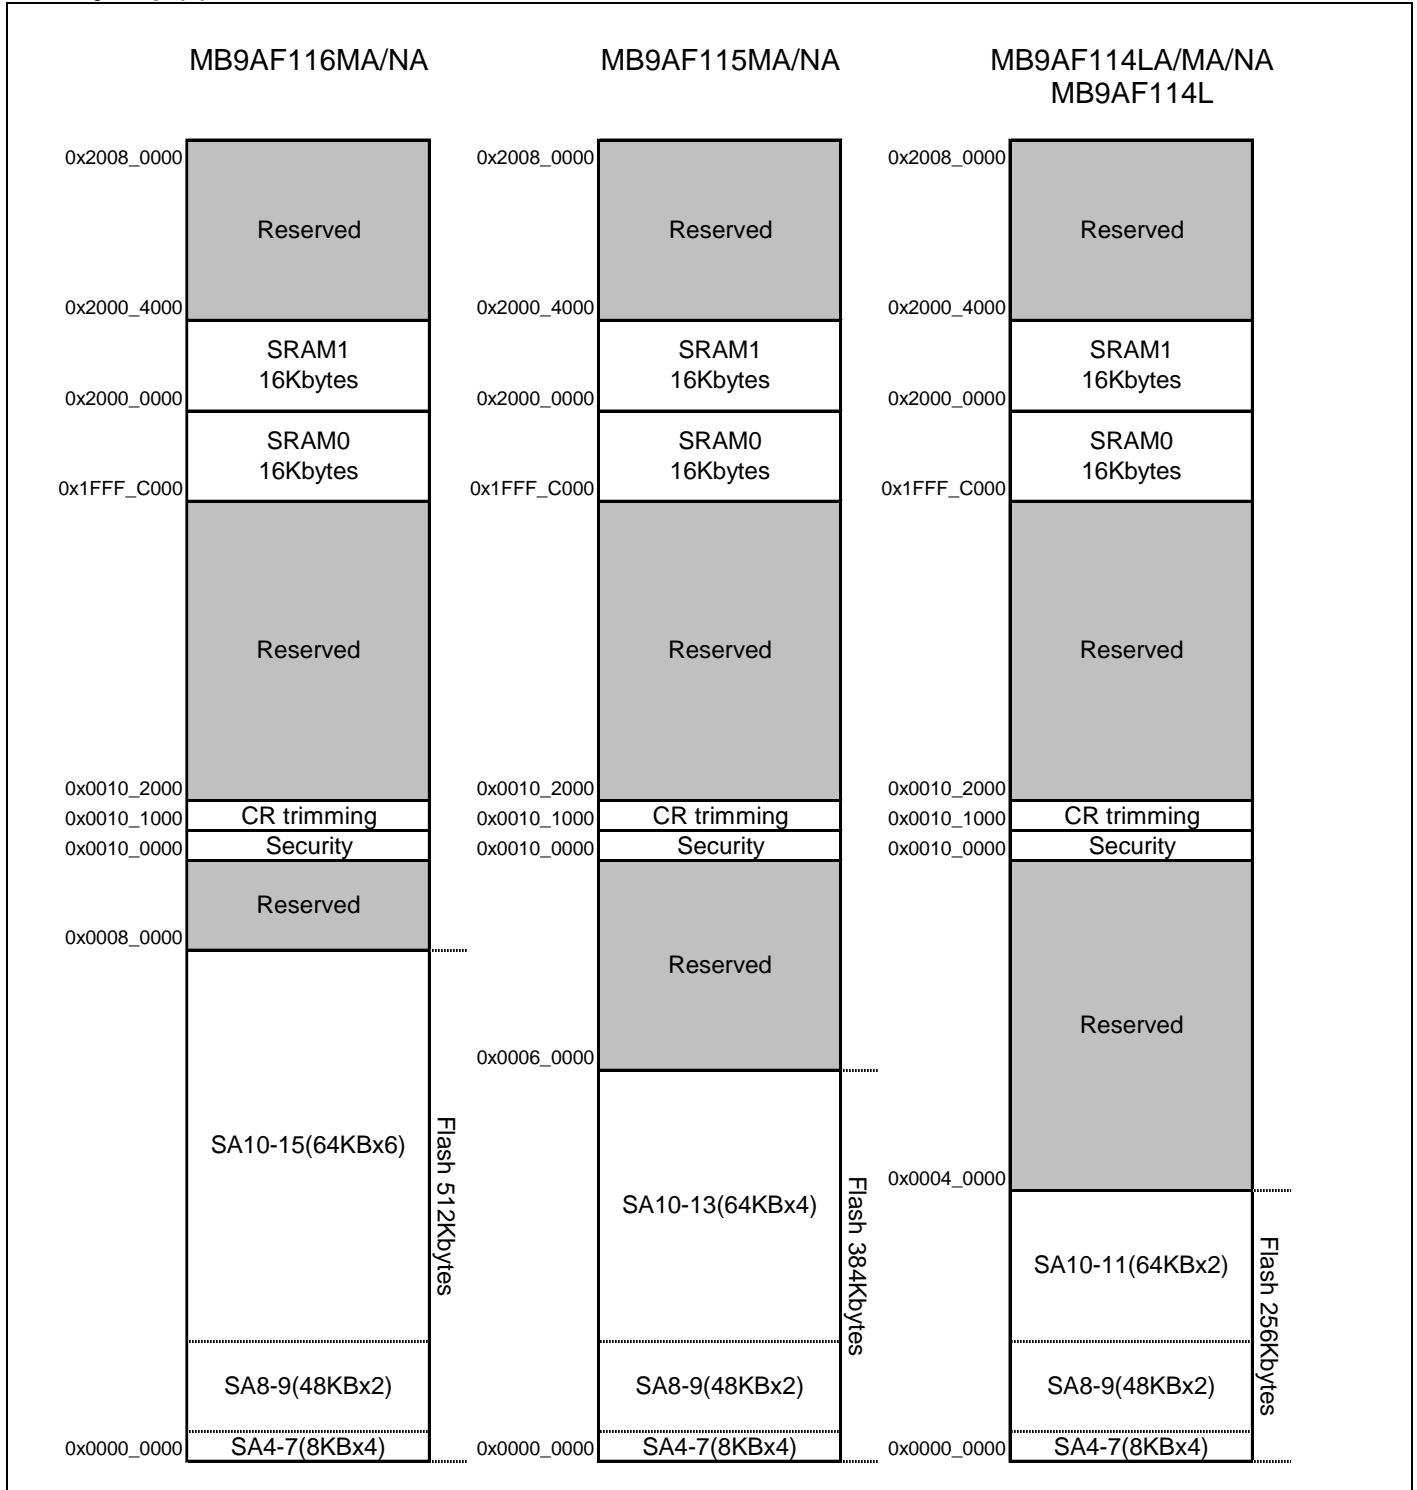 MB9AF116MA/NA
0x2008_0000
Reserved
0x2000_4000
SRAM1
16Kbytes
0x2000_0000
SRAM0
16Kbytes
0x1FFF_C000
Reserved
0x0010_2000
CR trimming
0x0010_1000
Security
0x0010_0000
Reserved
0x0008_0000
SA10-15(64KBx6)
Flash 512Kbytes
SA8-9(48KBx2)
SA4-7(8KBx4)
0x0000_0000
MB9AF115MA/NA
0x2008_0000
Reserved
0x2000_4000
SRAM1
16Kbytes
0x2000_0000
SRAM0
16Kbytes
0x1FFF_C000
Reserved
0x0010_2000
CR trimming
0x0010_1000
Security
0x0010_0000
Reserved
0x0006_0000
SA10-13(64KBx4)
Flash 384Kbytes
SA8-9(48KBx2)
SA4-7(8KBx4)
0x0000_0000
MB9AF114LA/MA/NA
MB9AF114L
0x2008_0000
Reserved
0x2000_4000
SRAM1
16Kbytes
0x2000_0000
SRAM0
16Kbytes
0x1FFF_C000
Reserved
0x0010_2000
CR trimming
0x0010_1000
Security
0x0010_0000
Reserved
0x0004_0000
SA10-11(64KBx2)
Flash 256Kbytes
SA8-9(48KBx2)
SA4-7(8KBx4)
0x0000_0000